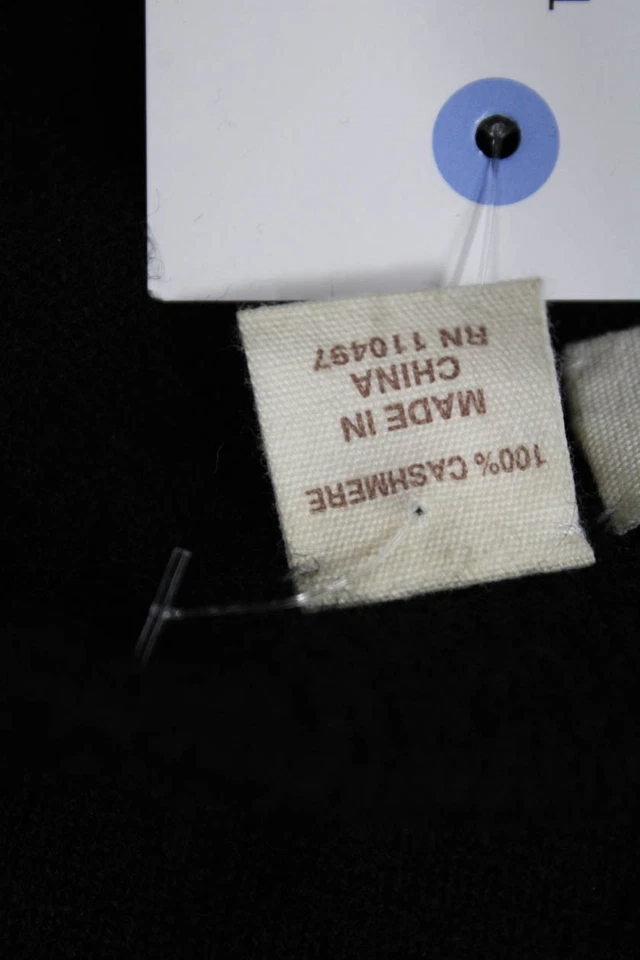 100% CASHMERE
MADE IN
CHINA
RN 110497